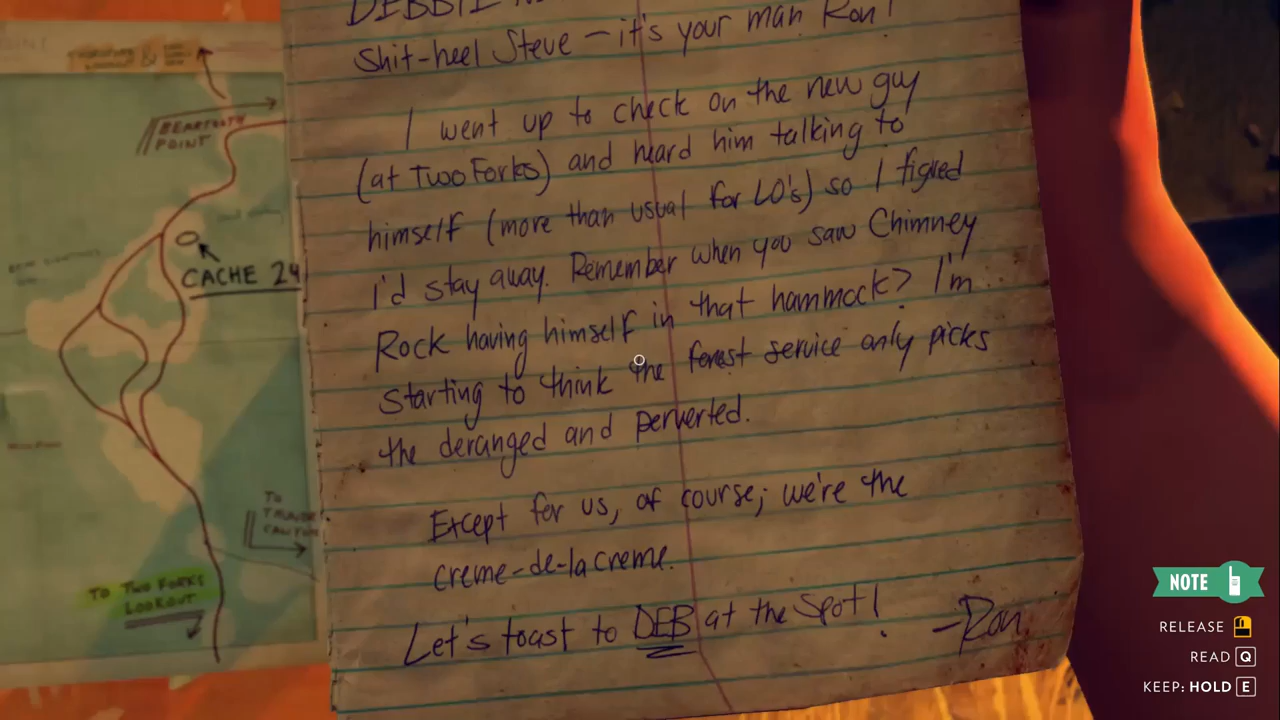 Shit-heel Steve – it's your man Ron!
I went up to check on the new guy
(at Two Forks) and heard him talking to
himself (more than usual for LO's) so I figred
i'd stay away. Remember when you saw Chimney
Rock having himself in that hammock? I'm
starting to think the forest service only picks
the deranged and perverted.
Except for us, of course; we're the
creme-de-la creme.
Let's toast to DEB at the spot!
-Ron
BEARTOOTH
POINT
CACHE 24
TO
TO TWO FORKS
LOOKOUT
NOTE
RELEASE
READ Q
KEEP: HOLD E